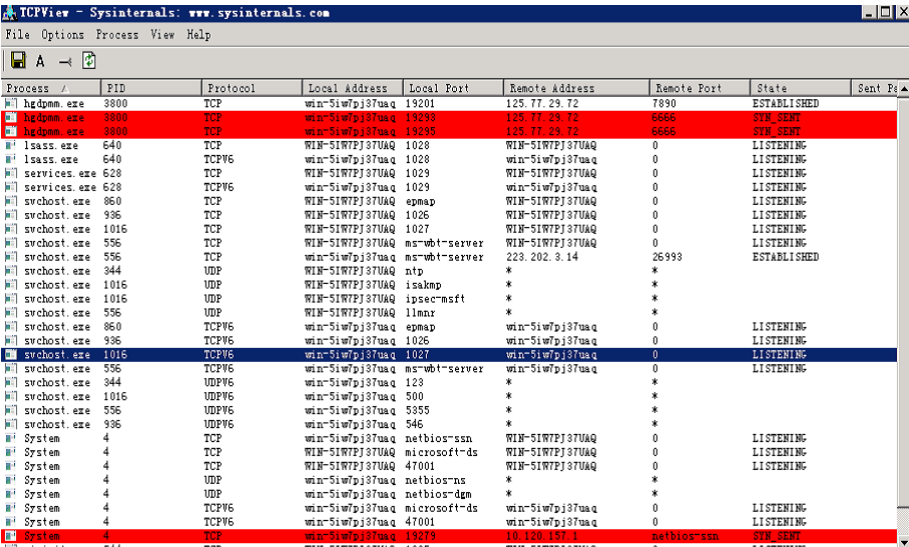 TCPView - Sysinternals: www.sysinternals.com
File Options Process View Help
A
Process PID Protocol Local Address Local Port Remote Address Remote Port State Sent Pa
hgdpmm.exe 3800 TCP win-5iw7pj37uaq 19201 125.77.29.72 7890 ESTABLISHED
hgdpmm.exe 3800 TCP win-5iw7pj37uaq 19293 125.77.29.72 6666 SYN_SENT
hgdpmm.exe 3800 TCP win-5iw7pj37uaq 19295 125.77.29.72 6666 SYN_SENT
lsass.exe 640 TCP WIN-5IW7PJ37UAQ 1028 WIN-5IW7PJ37UAQ 0 LISTENING
lsass.exe 640 TCPV6 win-5iw7pj37uaq 1028 win-5iw7pj37uaq 0 LISTENING
services.exe 628 TCP WIN-5IW7PJ37UAQ 1029 WIN-5IW7PJ37UAQ 0 LISTENING
services.exe 628 TCPV6 win-5iw7pj37uaq 1029 win-5iw7pj37uaq 0 LISTENING
svchost.exe 860 TCP WIN-5IW7PJ37UAQ epmap WIN-5IW7PJ37UAQ 0 LISTENING
svchost.exe 936 TCP WIN-5IW7PJ37UAQ 1026 WIN-5IW7PJ37UAQ 0 LISTENING
svchost.exe 1016 TCP WIN-5IW7PJ37UAQ 1027 WIN-5IW7PJ37UAQ 0 LISTENING
svchost.exe 556 TCP WIN-5IW7PJ37UAQ ms-wbt-server WIN-5IW7PJ37UAQ 0 LISTENING
svchost.exe 556 TCP win-5iw7pj37uaq ms-wbt-server 223.202.3.14 26993 ESTABLISHED
svchost.exe 344 UDP WIN-5IW7PJ37UAQ ntp * *
svchost.exe 1016 UDP WIN-5IW7PJ37UAQ isakmp * *
svchost.exe 1016 UDP WIN-5IW7PJ37UAQ ipsec-msft * *
svchost.exe 556 UDP WIN-5IW7PJ37UAQ llmnr * *
svchost.exe 860 TCPV6 win-5iw7pj37uaq epmap win-5iw7pj37uaq 0 LISTENING
svchost.exe 936 TCPV6 win-5iw7pj37uaq 1026 win-5iw7pj37uaq 0 LISTENING
svchost.exe 1016 TCPV6 win-5iw7pj37uaq 1027 win-5iw7pj37uaq 0 LISTENING
svchost.exe 556 TCPV6 win-5iw7pj37uaq ms-wbt-server win-5iw7pj37uaq 0 LISTENING
svchost.exe 344 UDPV6 win-5iw7pj37uaq 123 * *
svchost.exe 1016 UDPV6 win-5iw7pj37uaq 500 * *
svchost.exe 556 UDPV6 win-5iw7pj37uaq 5355 * *
svchost.exe 936 UDPV6 win-5iw7pj37uaq 546 * *
System 4 TCP win-5iw7pj37uaq netbios-ssn WIN-5IW7PJ37UAQ 0 LISTENING
System 4 TCP WIN-5IW7PJ37UAQ microsoft-ds WIN-5IW7PJ37UAQ 0 LISTENING
System 4 TCP WIN-5IW7PJ37UAQ 47001 WIN-5IW7PJ37UAQ 0 LISTENING
System 4 UDP win-5iw7pj37uaq netbios-ns * *
System 4 UDP win-5iw7pj37uaq netbios-dgm * *
System 4 TCPV6 win-5iw7pj37uaq microsoft-ds win-5iw7pj37uaq 0 LISTENING
System 4 TCPV6 win-5iw7pj37uaq 47001 win-5iw7pj37uaq 0 LISTENING
System 4 TCP win-5iw7pj37uaq 19279 10.120.157.1 netbios-ssn SYN_SENT